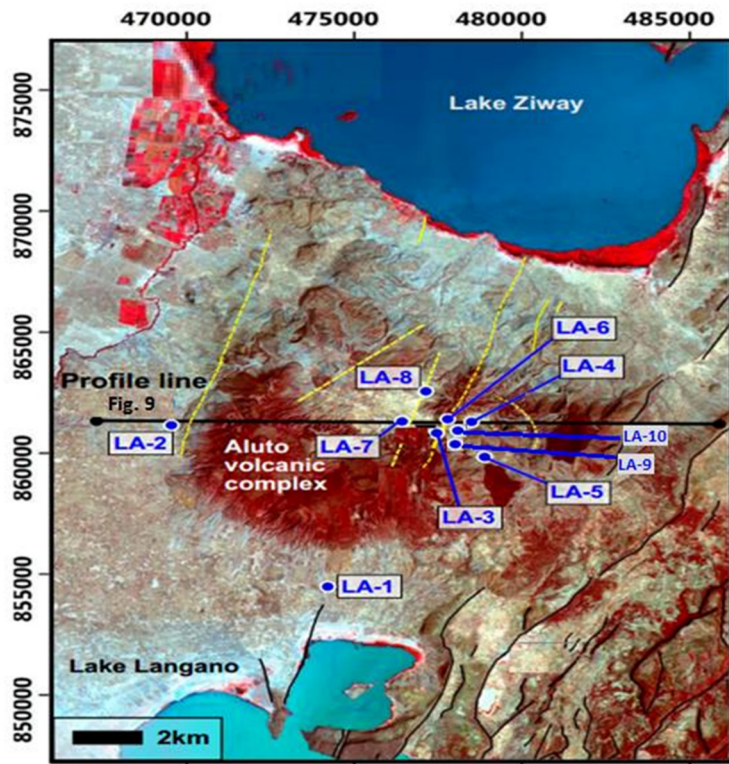 470000
475000
480000
485000
875000
870000
865000
860000
855000
850000
Lake Ziway
LA-6
LA-4
LA-8
Profile line
Fig. 9
LA-2
LA-7
LA-10
LA-9
Aluto
volcanic
complex
LA-5
LA-3
LA-1
Lake Langano
2km